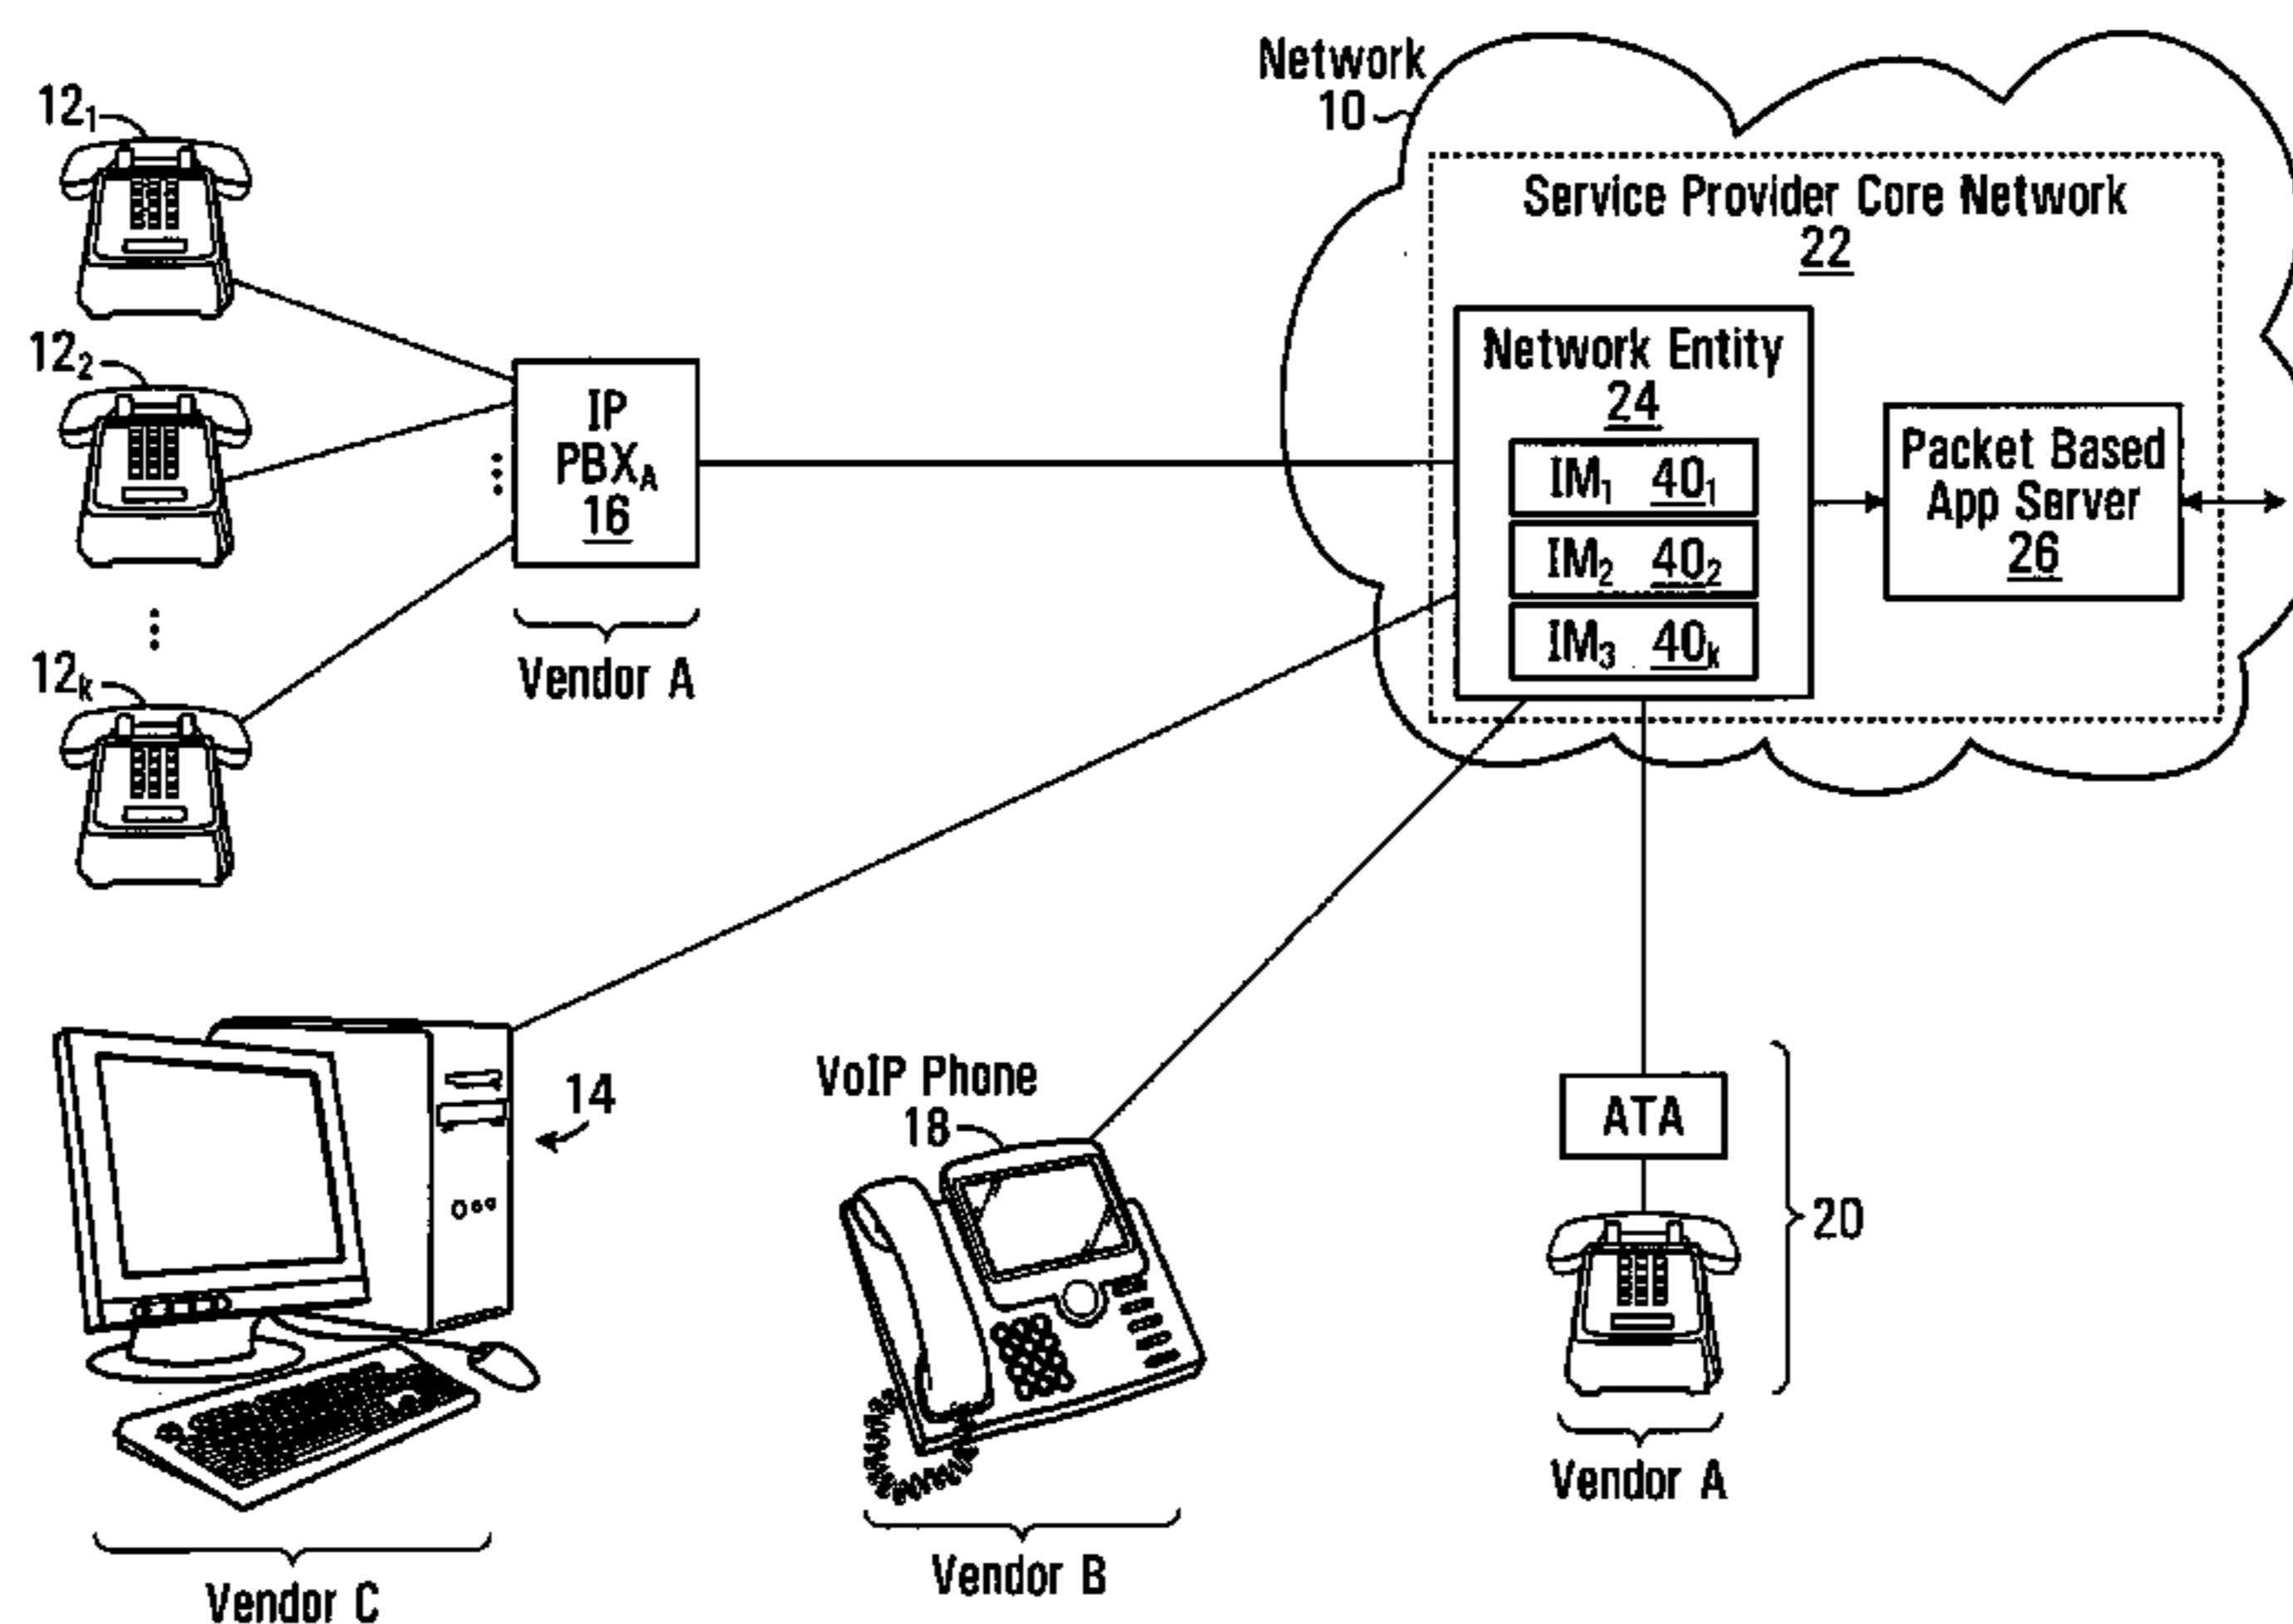 Network
10
12₁
Service Provider Core Network
22
Network Entity
24
12₂
IP
PBX_A
16
IM₁ 40₁
IM₂ 40₂
IM₃ 40ₖ
Packet Based
App Server
26
12ₖ
Vendor A
14
VoIP Phone
18
ATA
20
Vendor A
Vendor B
Vendor C